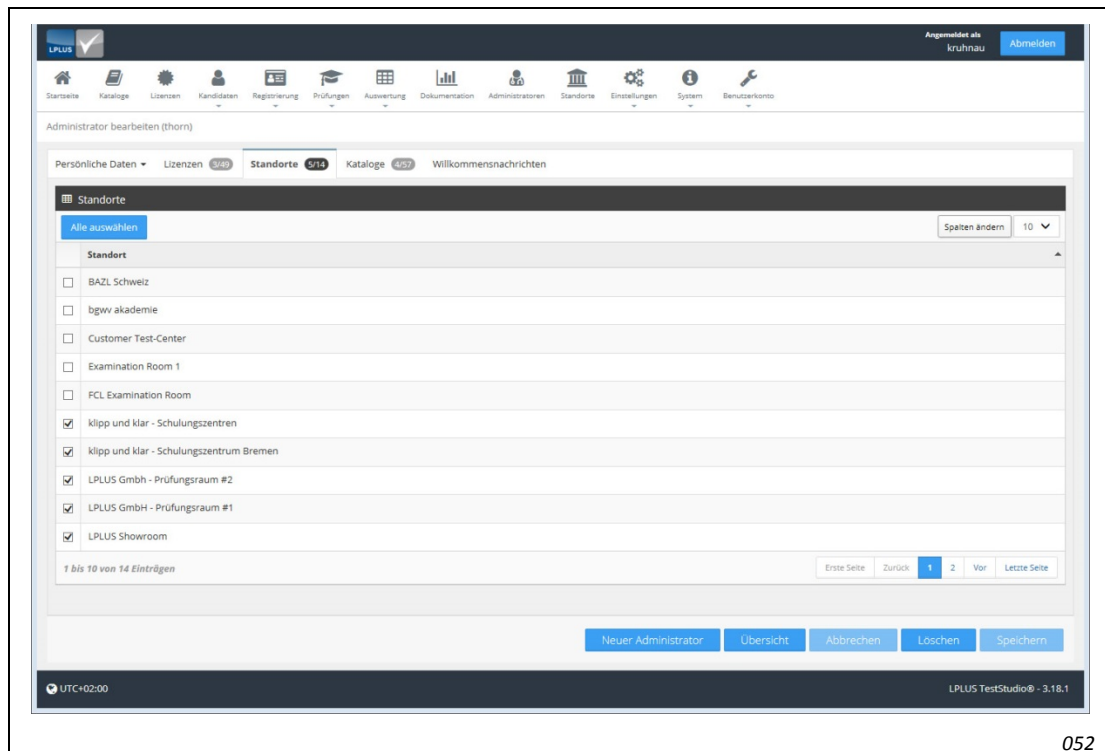 Angemeldet als
LPLUS kruhnau Abmelden
Startseite Kataloge Lizenzen Kandidaten Registrierung Prüfungen Auswertung Dokumentation Administratoren Standorte Einstellungen System Benutzerkonto
Administrator bearbeiten (thorn)
Persönliche Daten Lizenzen 3/49 Standorte 5/14 Kataloge 4/57 Willkommensnachrichten
Standorte
Alle auswählen Spalten ändern 10
Standort
BAZL Schweiz
bgwv akademie
Customer Test-Center
Examination Room 1
FCL Examination Room
klipp und klar - Schulungszentren
klipp und klar - Schulungszentrum Bremen
LPLUS Gmbh - Prüfungsraum #2
LPLUS GmbH - Prüfungsraum #1
LPLUS Showroom
1 bis 10 von 14 Einträgen Erste Seite Zurück 1 2 Vor Letzte Seite
Neuer Administrator Übersicht Abbrechen Löschen Speichern
UTC+02:00 LPLUS TestStudio® - 3.18.1
052